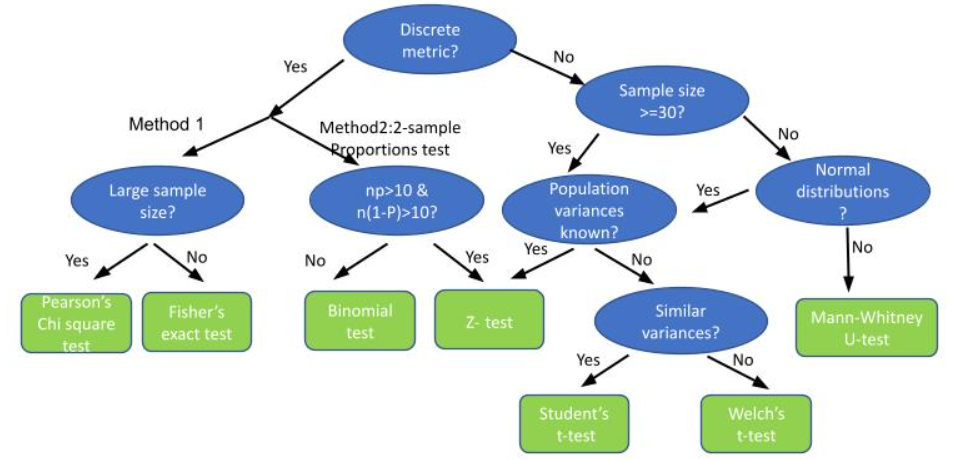 Discrete
metric?
Yes
No
Sample size
>=30?
Method 1
Method2:2-sample
Proportions test
Yes
No
Large sample
size?
np>10 &
n(1-P)>10?
Population
variances
known?
Yes
Normal
distributions
?
Yes
No
No
Yes
Yes
No
No
Pearson's
Chi square
test
Fisher's
exact test
Binomial
test
Z- test
Similar
variances?
Mann-Whitney
U-test
Yes
No
Student's
t-test
Welch's
t-test